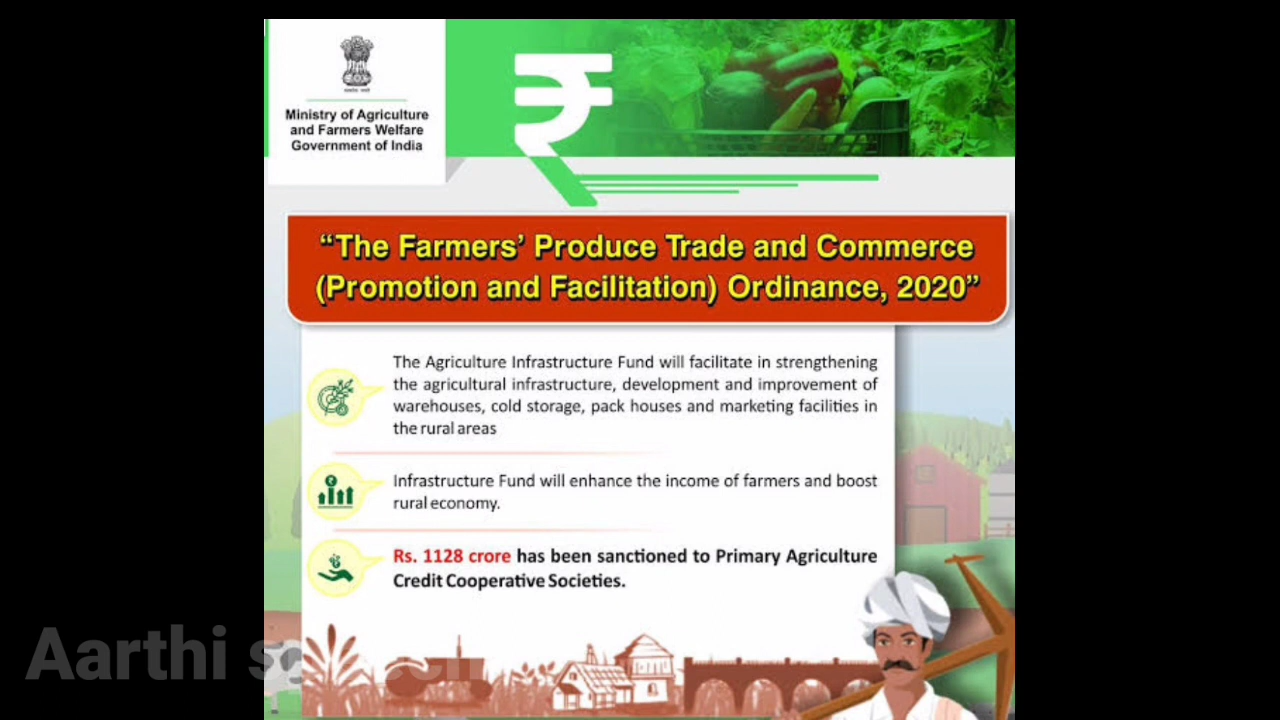 Ministry of Agriculture
and Farmers Welfare
Government of India
₹
“The Farmers’ Produce Trade and Commerce
(Promotion and Facilitation) Ordinance, 2020”
The Agriculture Infrastructure Fund will facilitate in strengthening
the agricultural infrastructure, development and improvement of
warehouses, cold storage, pack houses and marketing facilities in
the rural areas
Infrastructure Fund will enhance the income of farmers and boost
rural economy.
Rs. 1128 crore has been sanctioned to Primary Agriculture
Credit Cooperative Societies.
Aarthi